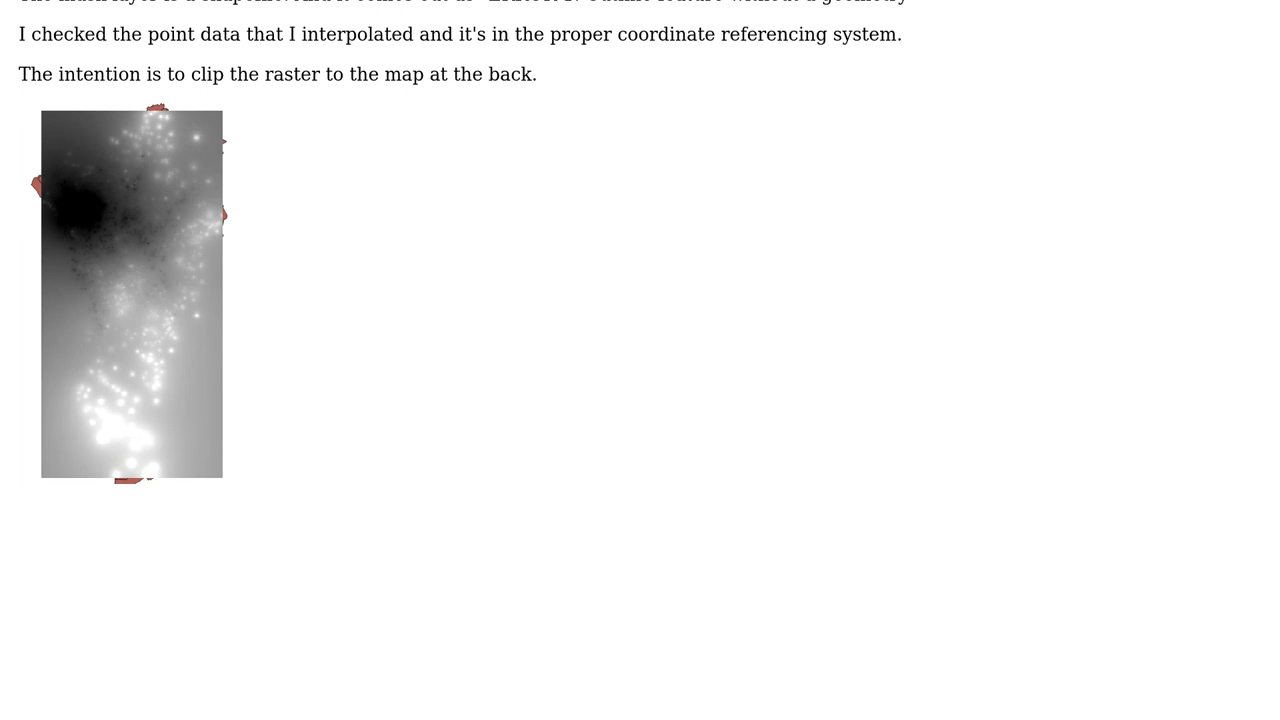 I checked the point data that I interpolated and it's in the proper coordinate referencing system.
The intention is to clip the raster to the map at the back.